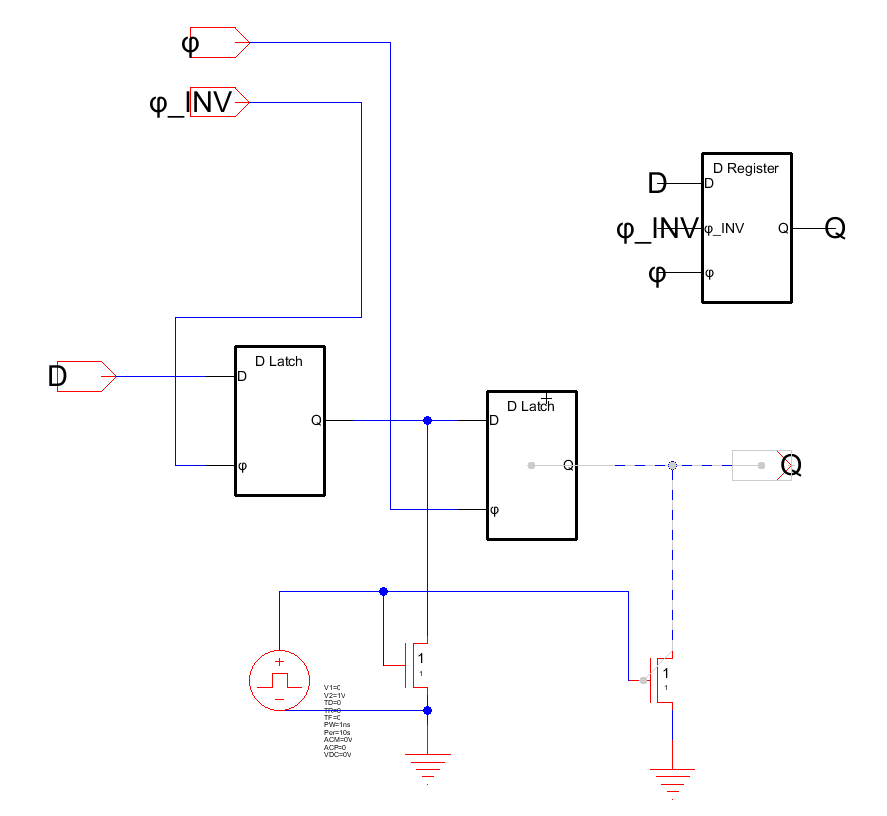 φ
φ_INV
D Register
D
D
φ_INV
φ_INV
Q
Q
φ
φ
D
D Latch
D
Q
φ
D Latch
D
Q
φ
Q
+
−
1
1
V1=0
V2=1V
TD=0
TR=0
TF=0
PW=1ns
Per=10s
ACM=0V
ACP=0
VDC=0V
1
1